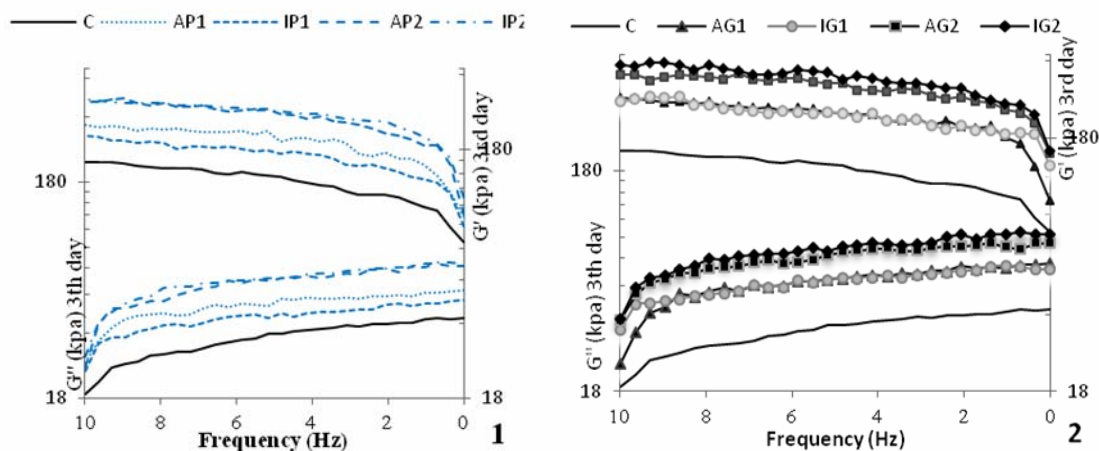 C AP1 IP1 AP2 IP2
180
18
G'' (kpa) 3th day
180
18
G' (kpa) 3rd day
10 8 6 4 2 0
Frequency (Hz)
1
C AG1 IG1 AG2 IG2
180
18
G'' (kpa) 3th day
180
18
G' (kpa) 3rd day
10 8 6 4 2 0
Frequency (Hz)
2